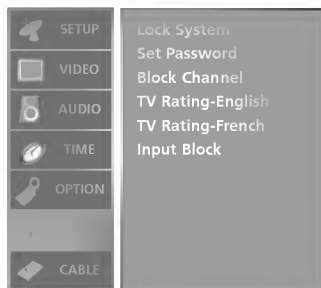 SETUP
VIDEO
AUDIO
TIME
OPTION
CABLE
Lock System
Set Password
Block Channel
TV Rating-English
TV Rating-French
Input Block